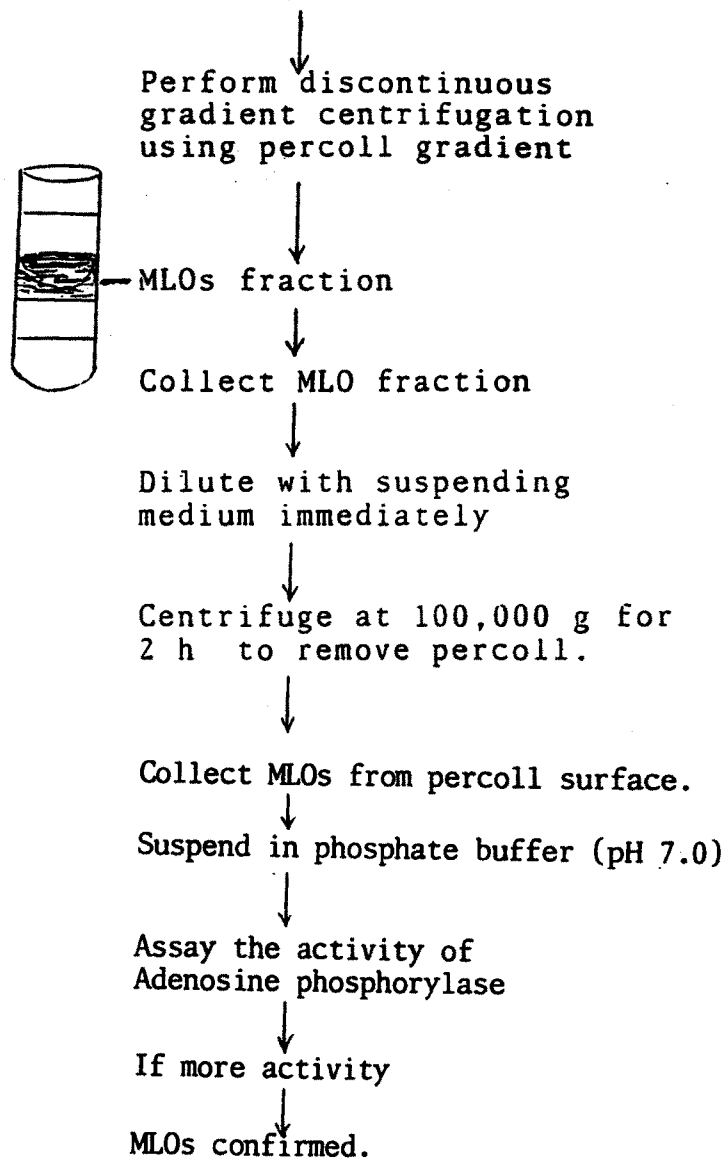 Perform discontinuous
gradient centrifugation
using percoll gradient
MLOs fraction
Collect MLO fraction
Dilute with suspending
medium immediately
Centrifuge at 100,000 g for
2 h to remove percoll.
Collect MLOs from percoll surface.
Suspend in phosphate buffer (pH 7.0)
Assay the activity of
Adenosine phosphorylase
If more activity
MLOs confirmed.